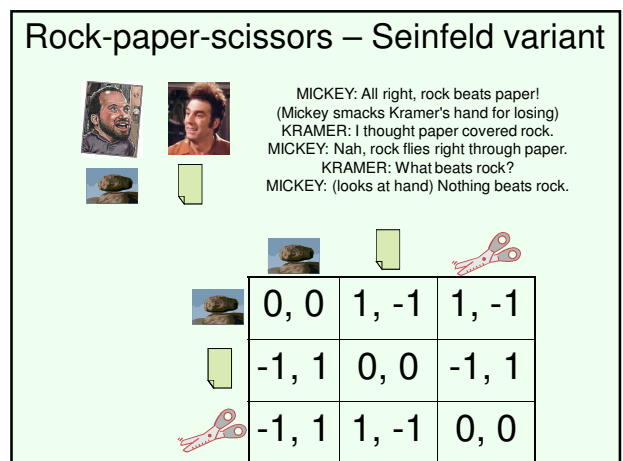 Rock-paper-scissors – Seinfeld variant
MICKEY: All right, rock beats paper!
(Mickey smacks Kramer's hand for losing)
KRAMER: I thought paper covered rock.
MICKEY: Nah, rock flies right through paper.
KRAMER: What beats rock?
MICKEY: (looks at hand) Nothing beats rock.
0, 0 1, -1 1, -1
-1, 1 0, 0 -1, 1
-1, 1 1, -1 0, 0